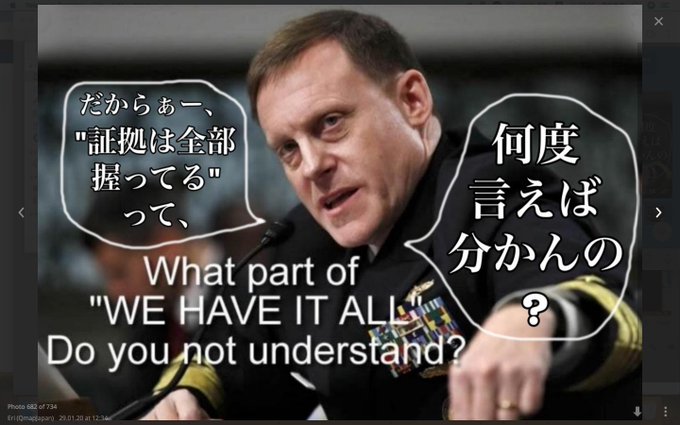 だからぁー、
"証拠は全部
握ってる"
って、
何度
言えば
分かんの
?
What part of
"WE HAVE IT ALL"
Do you not understand?
Photo 682 of 734
Eri (Qmapjapan) 29.01.20 at 12:34